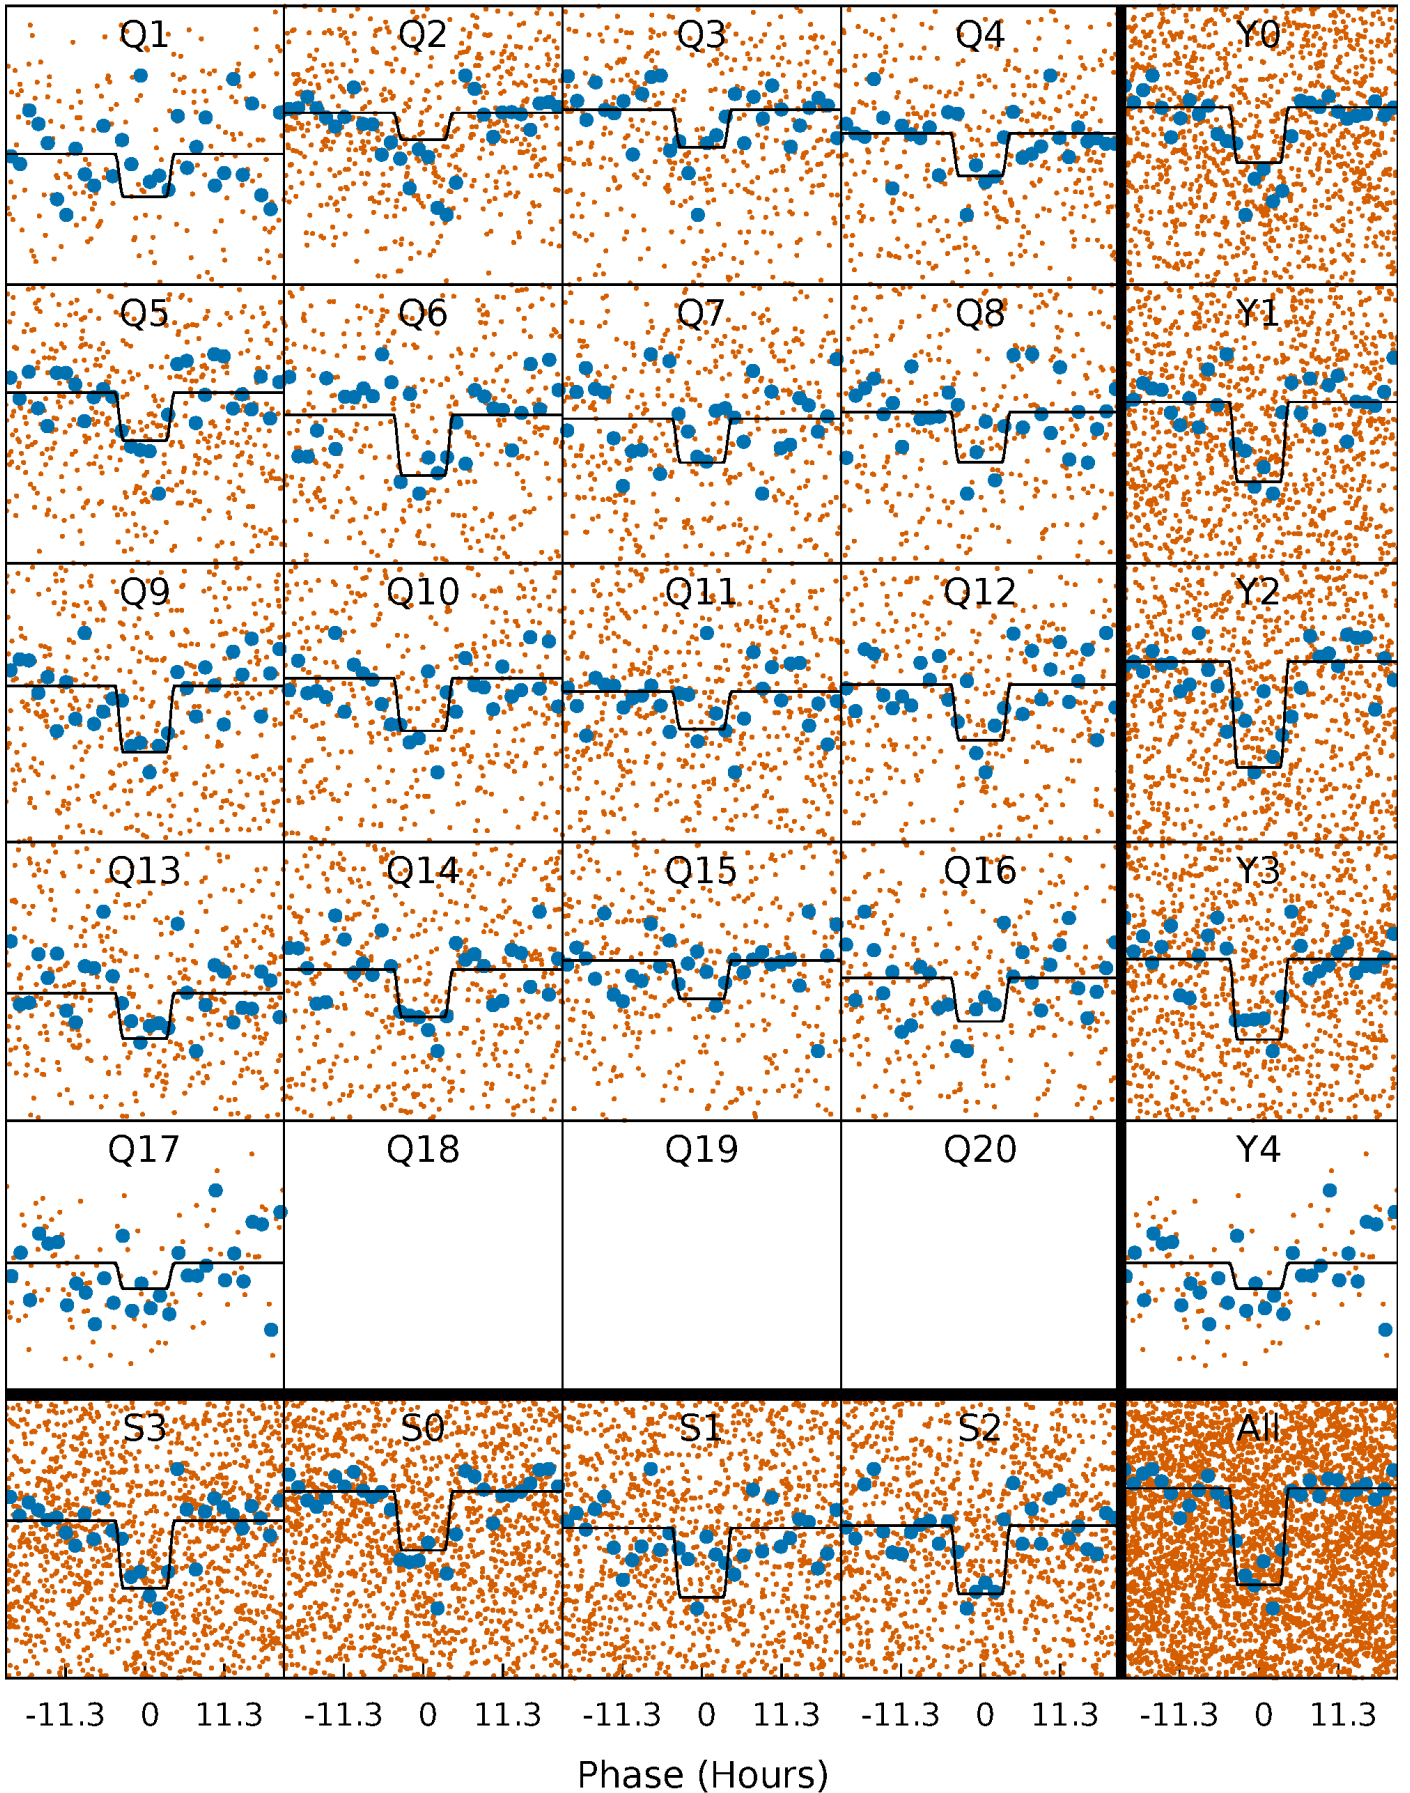 Q1 Q2 Q3 Q4 Y0
Q5 Q6 Q7 Q8 Y1
Q9 Q10 Q11 Q12 Y2
Q13 Q14 Q15 Q16 Y3
Q17 Q18 Q19 Q20 Y4
S3 S0 S1 S2 All
-11.3 0 11.3 -11.3 0 11.3 -11.3 0 11.3 -11.3 0 11.3 -11.3 0 11.3
Phase (Hours)